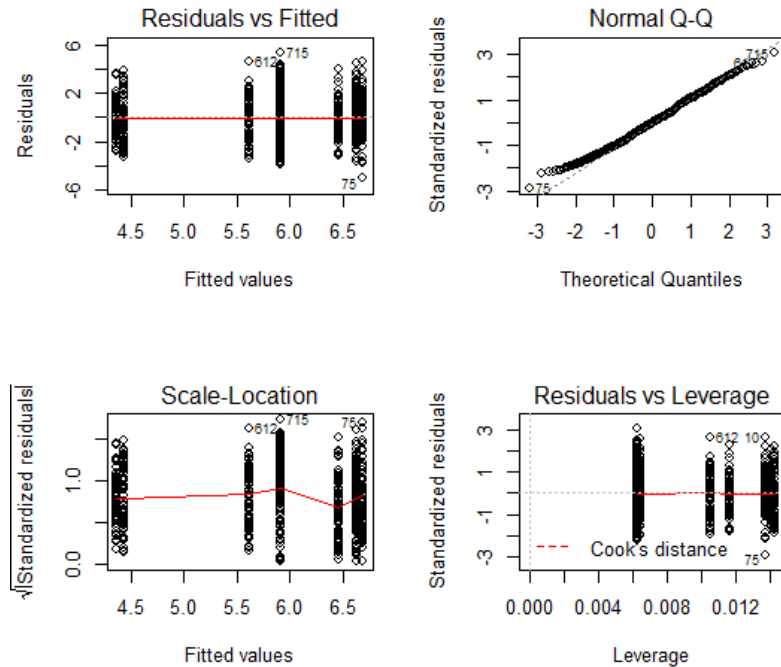 Residuals vs Fitted
Residuals
6
2
-2
-6
612
715
75
4.5 5.0 5.5 6.0 6.5
Fitted values
Normal Q-Q
Standardized residuals
3
1
-1
-3
715
75
-3 -2 -1 0 1 2 3
Theoretical Quantiles
Scale-Location
√|Standardized residuals|
1.0
0.0
612
715
75
4.5 5.0 5.5 6.0 6.5
Fitted values
Residuals vs Leverage
Standardized residuals
3
1
-1
-3
612
10
75
Cook's distance
0.000 0.004 0.008 0.012
Leverage